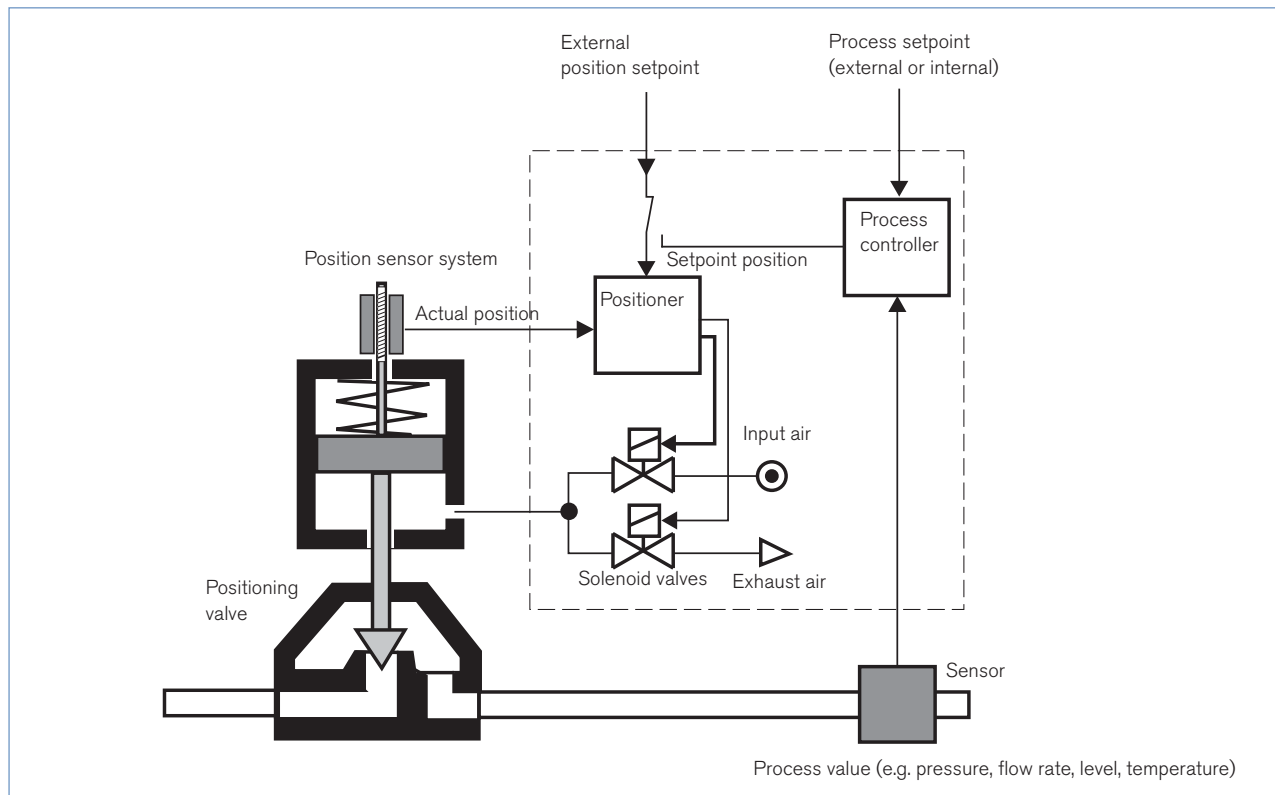 External
position setpoint
Process setpoint
(external or internal)
Process
controller
Position sensor system
Setpoint position
Positioner
Actual position
Input air
Solenoid valves
Exhaust air
Positioning
valve
Sensor
Process value (e.g. pressure, flow rate, level, temperature)